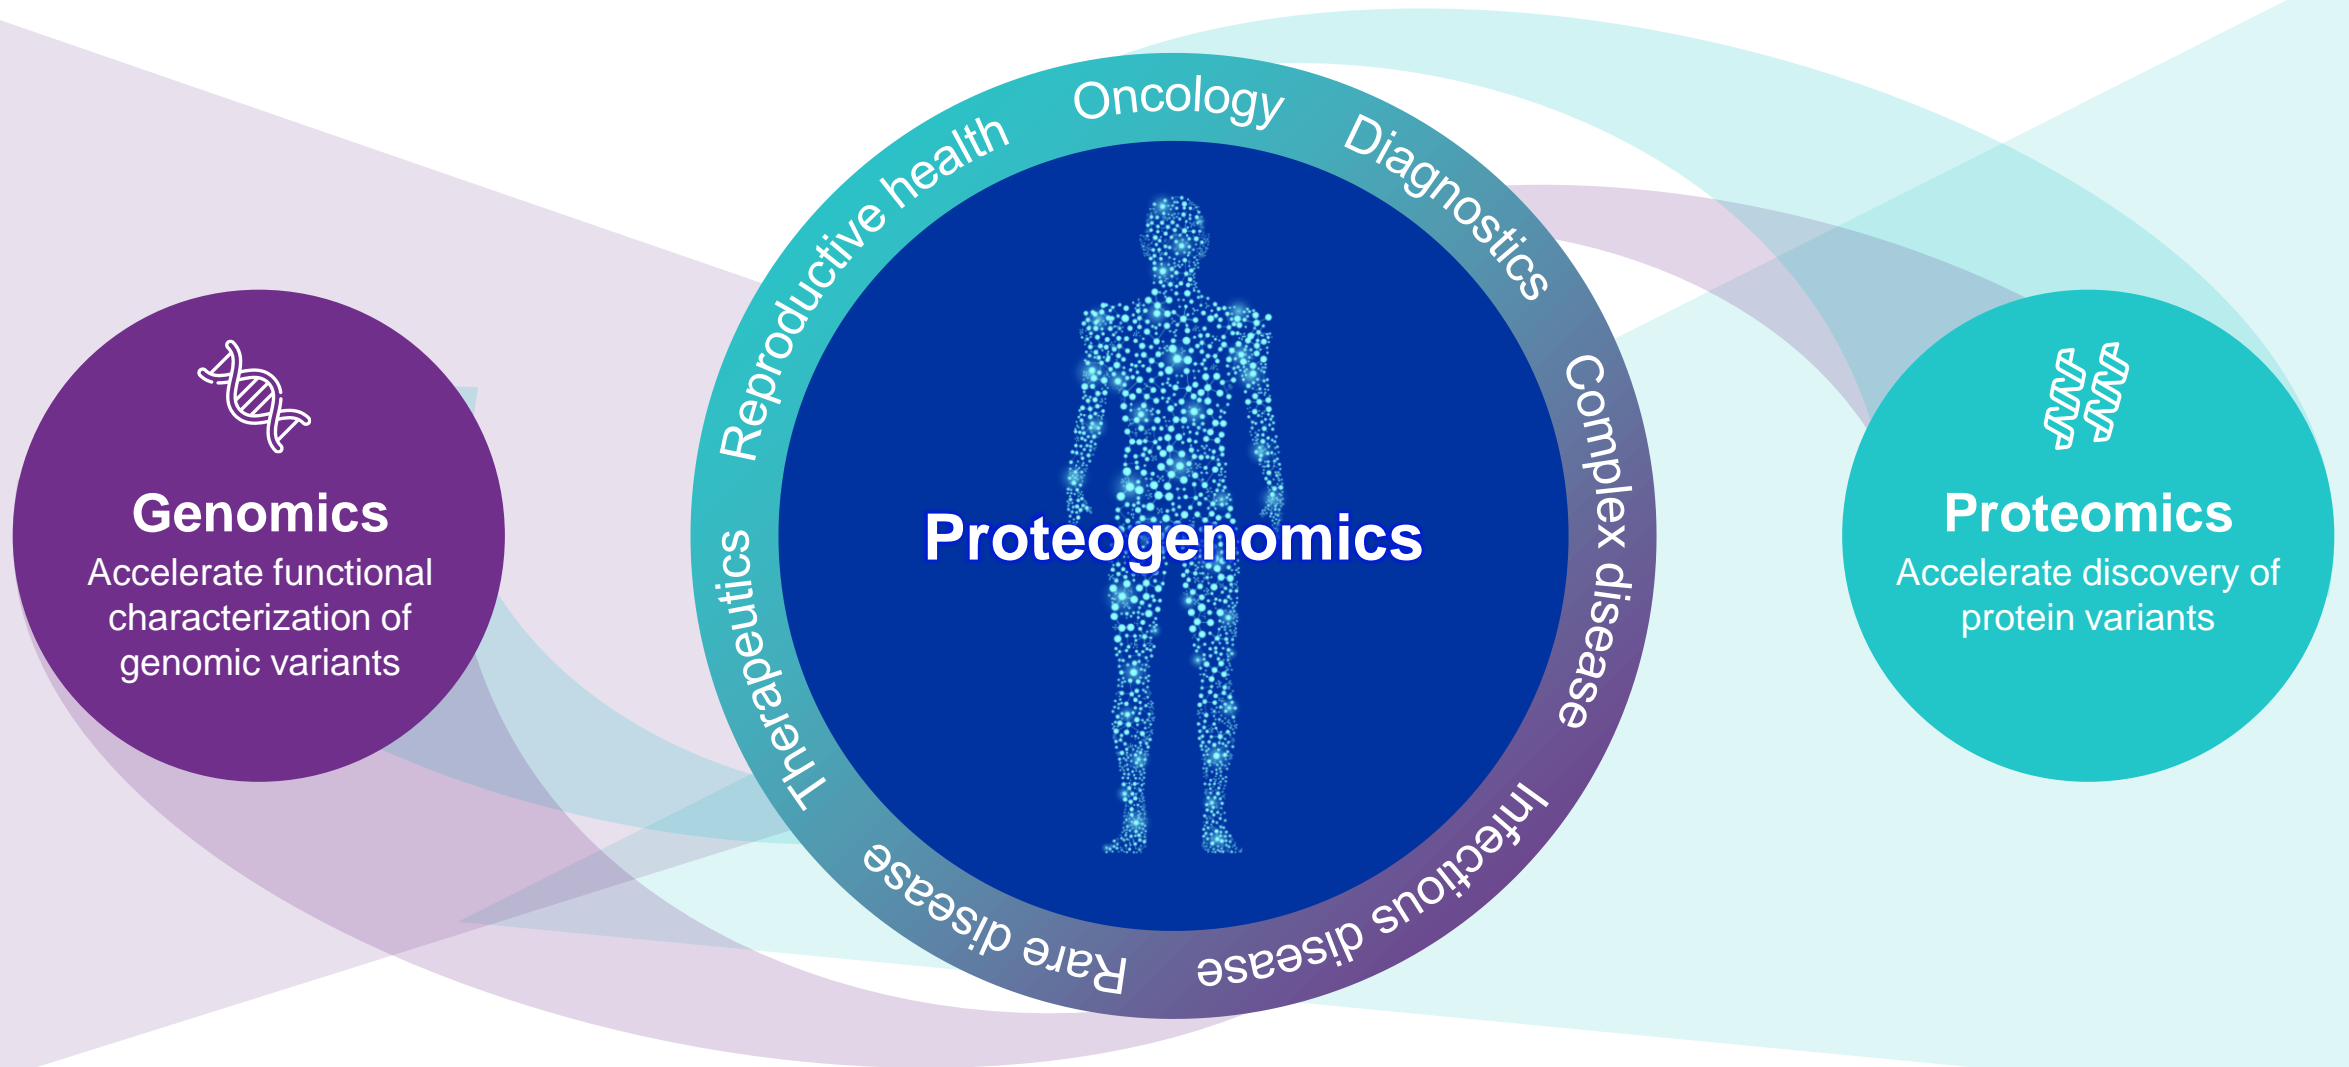 Genomics
Accelerate functional
characterization of
genomic variants
Oncology
Diagnostics
Complex disease
Infectious disease
Rare disease
Therapeutics
Reproductive health
Proteogenomics
Proteomics
Accelerate discovery of
protein variants